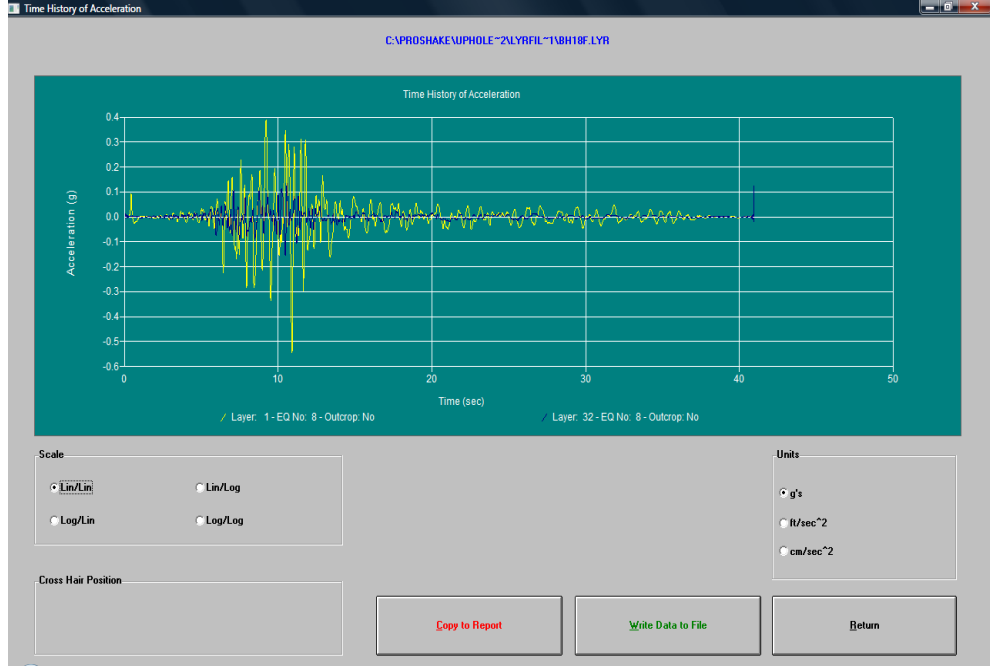 Time History of Acceleration
C:\PROSHAKE\UPHOLE~2\LYRFIL~1\BH18F.LYR
Time History of Acceleration
0.4
0.3
0.2
0.1
0.0
-0.1
-0.2
-0.3
-0.4
-0.5
-0.6
Acceleration (g)
0 10 20 30 40 50
Time (sec)
Layer: 1 - EQ No: 8 - Outcrop: No Layer: 32 - EQ No: 8 - Outcrop: No
Scale
Lin/Lin Lin/Log
Log/Lin Log/Log
Units
g's
ft/sec^2
cm/sec^2
Cross Hair Position
Copy to Report Write Data to File Return